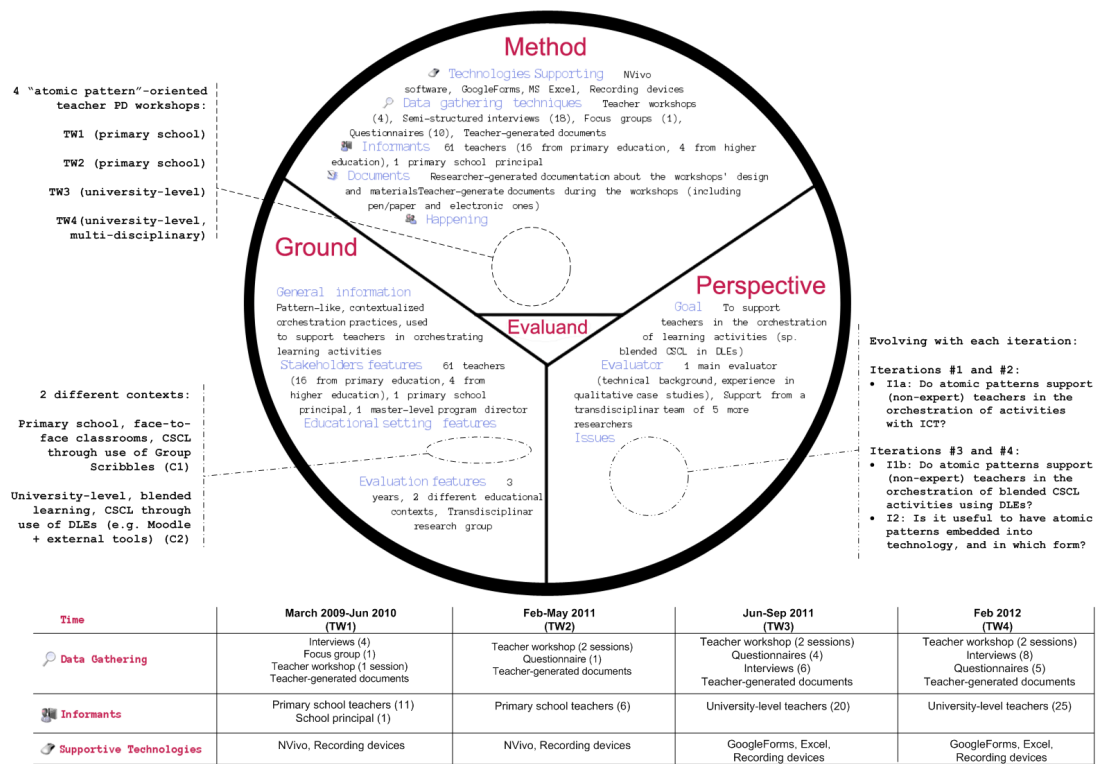 Method
Technologies Supporting NVivo
software, GoogleForms, MS Excel, Recording devices
Data gathering techniques Teacher workshops
(4), Semi-structured interviews (18), Focus groups (1),
Questionnaires (10), Teacher-generated documents
Informants 61 teachers (16 from primary education, 4 from higher
education), 1 primary school principal
Documents Researcher-generated documentation about the workshops' design
and materialsTeacher-generate documents during the workshops (including
pen/paper and electronic ones)
Happening
4 "atomic pattern"-oriented
teacher PD workshops:
TW1 (primary school)
TW2 (primary school)
TW3 (university-level)
TW4(university-level,
multi-disciplinary)
Ground
General information
Pattern-like, contextualized
orchestration practices, used
to support teachers in orchestrating
learning activities
Stakeholders features 61 teachers
(16 from primary education, 4 from
higher education), 1 primary school
principal, 1 master-level program director
Educational setting features
Evaluation features 3
years, 2 different educational
contexts, Transdisciplinar
research group
2 different contexts:
Primary school, face-to-
face classrooms, CSCL
through use of Group
Scribbles (C1)
University-level, blended
learning, CSCL through
use of DLEs (e.g. Moodle
+ external tools) (C2)
Evaluand
Perspective
Goal To support
teachers in the orchestration
of learning activities (sp.
blended CSCL in DLEs)
Evaluator 1 main evaluator
(technical background, experience in
qualitative case studies), Support from a
transdisciplinar team of 5 more
researchers
Issues
Evolving with each iteration:
Iterations #1 and #2:
• I1a: Do atomic patterns support
(non-expert) teachers in the
orchestration of activities
with ICT?
Iterations #3 and #4:
• I1b: Do atomic patterns support
(non-expert) teachers in the
orchestration of blended CSCL
activities using DLEs?
• I2: Is it useful to have atomic
patterns embedded into
technology, and in which form?
Time
March 2009-Jun 2010
(TW1)
Feb-May 2011
(TW2)
Jun-Sep 2011
(TW3)
Feb 2012
(TW4)
Data Gathering
Interviews (4)
Focus group (1)
Teacher workshop (1 session)
Teacher-generated documents
Teacher workshop (2 sessions)
Questionnaire (1)
Teacher-generated documents
Teacher workshop (2 sessions)
Questionnaires (4)
Interviews (6)
Teacher-generated documents
Teacher workshop (2 sessions)
Interviews (8)
Questionnaires (5)
Teacher-generated documents
Informants
Primary school teachers (11)
School principal (1)
Primary school teachers (6)
University-level teachers (20)
University-level teachers (25)
Supportive Technologies
NVivo, Recording devices
NVivo, Recording devices
GoogleForms, Excel,
Recording devices
GoogleForms, Excel,
Recording devices